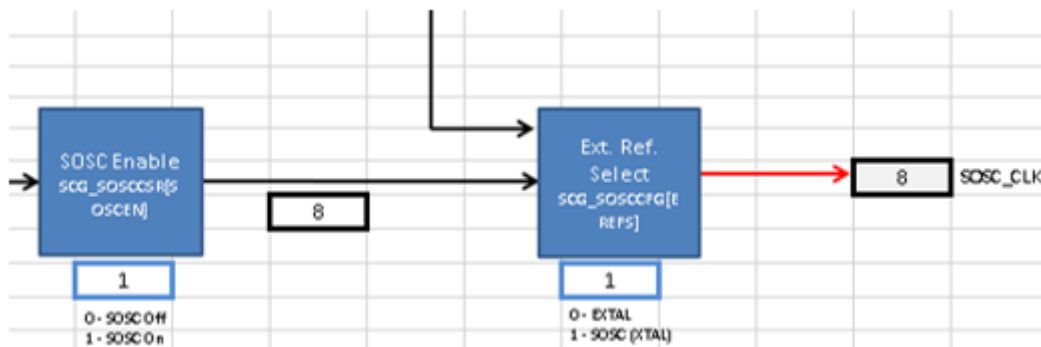 SOSC Enable
SCG_SOSCCSR[S
OSCEN]
1
0 - SOSC Off
1 - SOSC On
8
Ext. Ref.
Select
SCG_SOSCCFG[E
REFS]
1
0 - EXTAL
1 - SOSC (XTAL)
8
SOSC_CLK